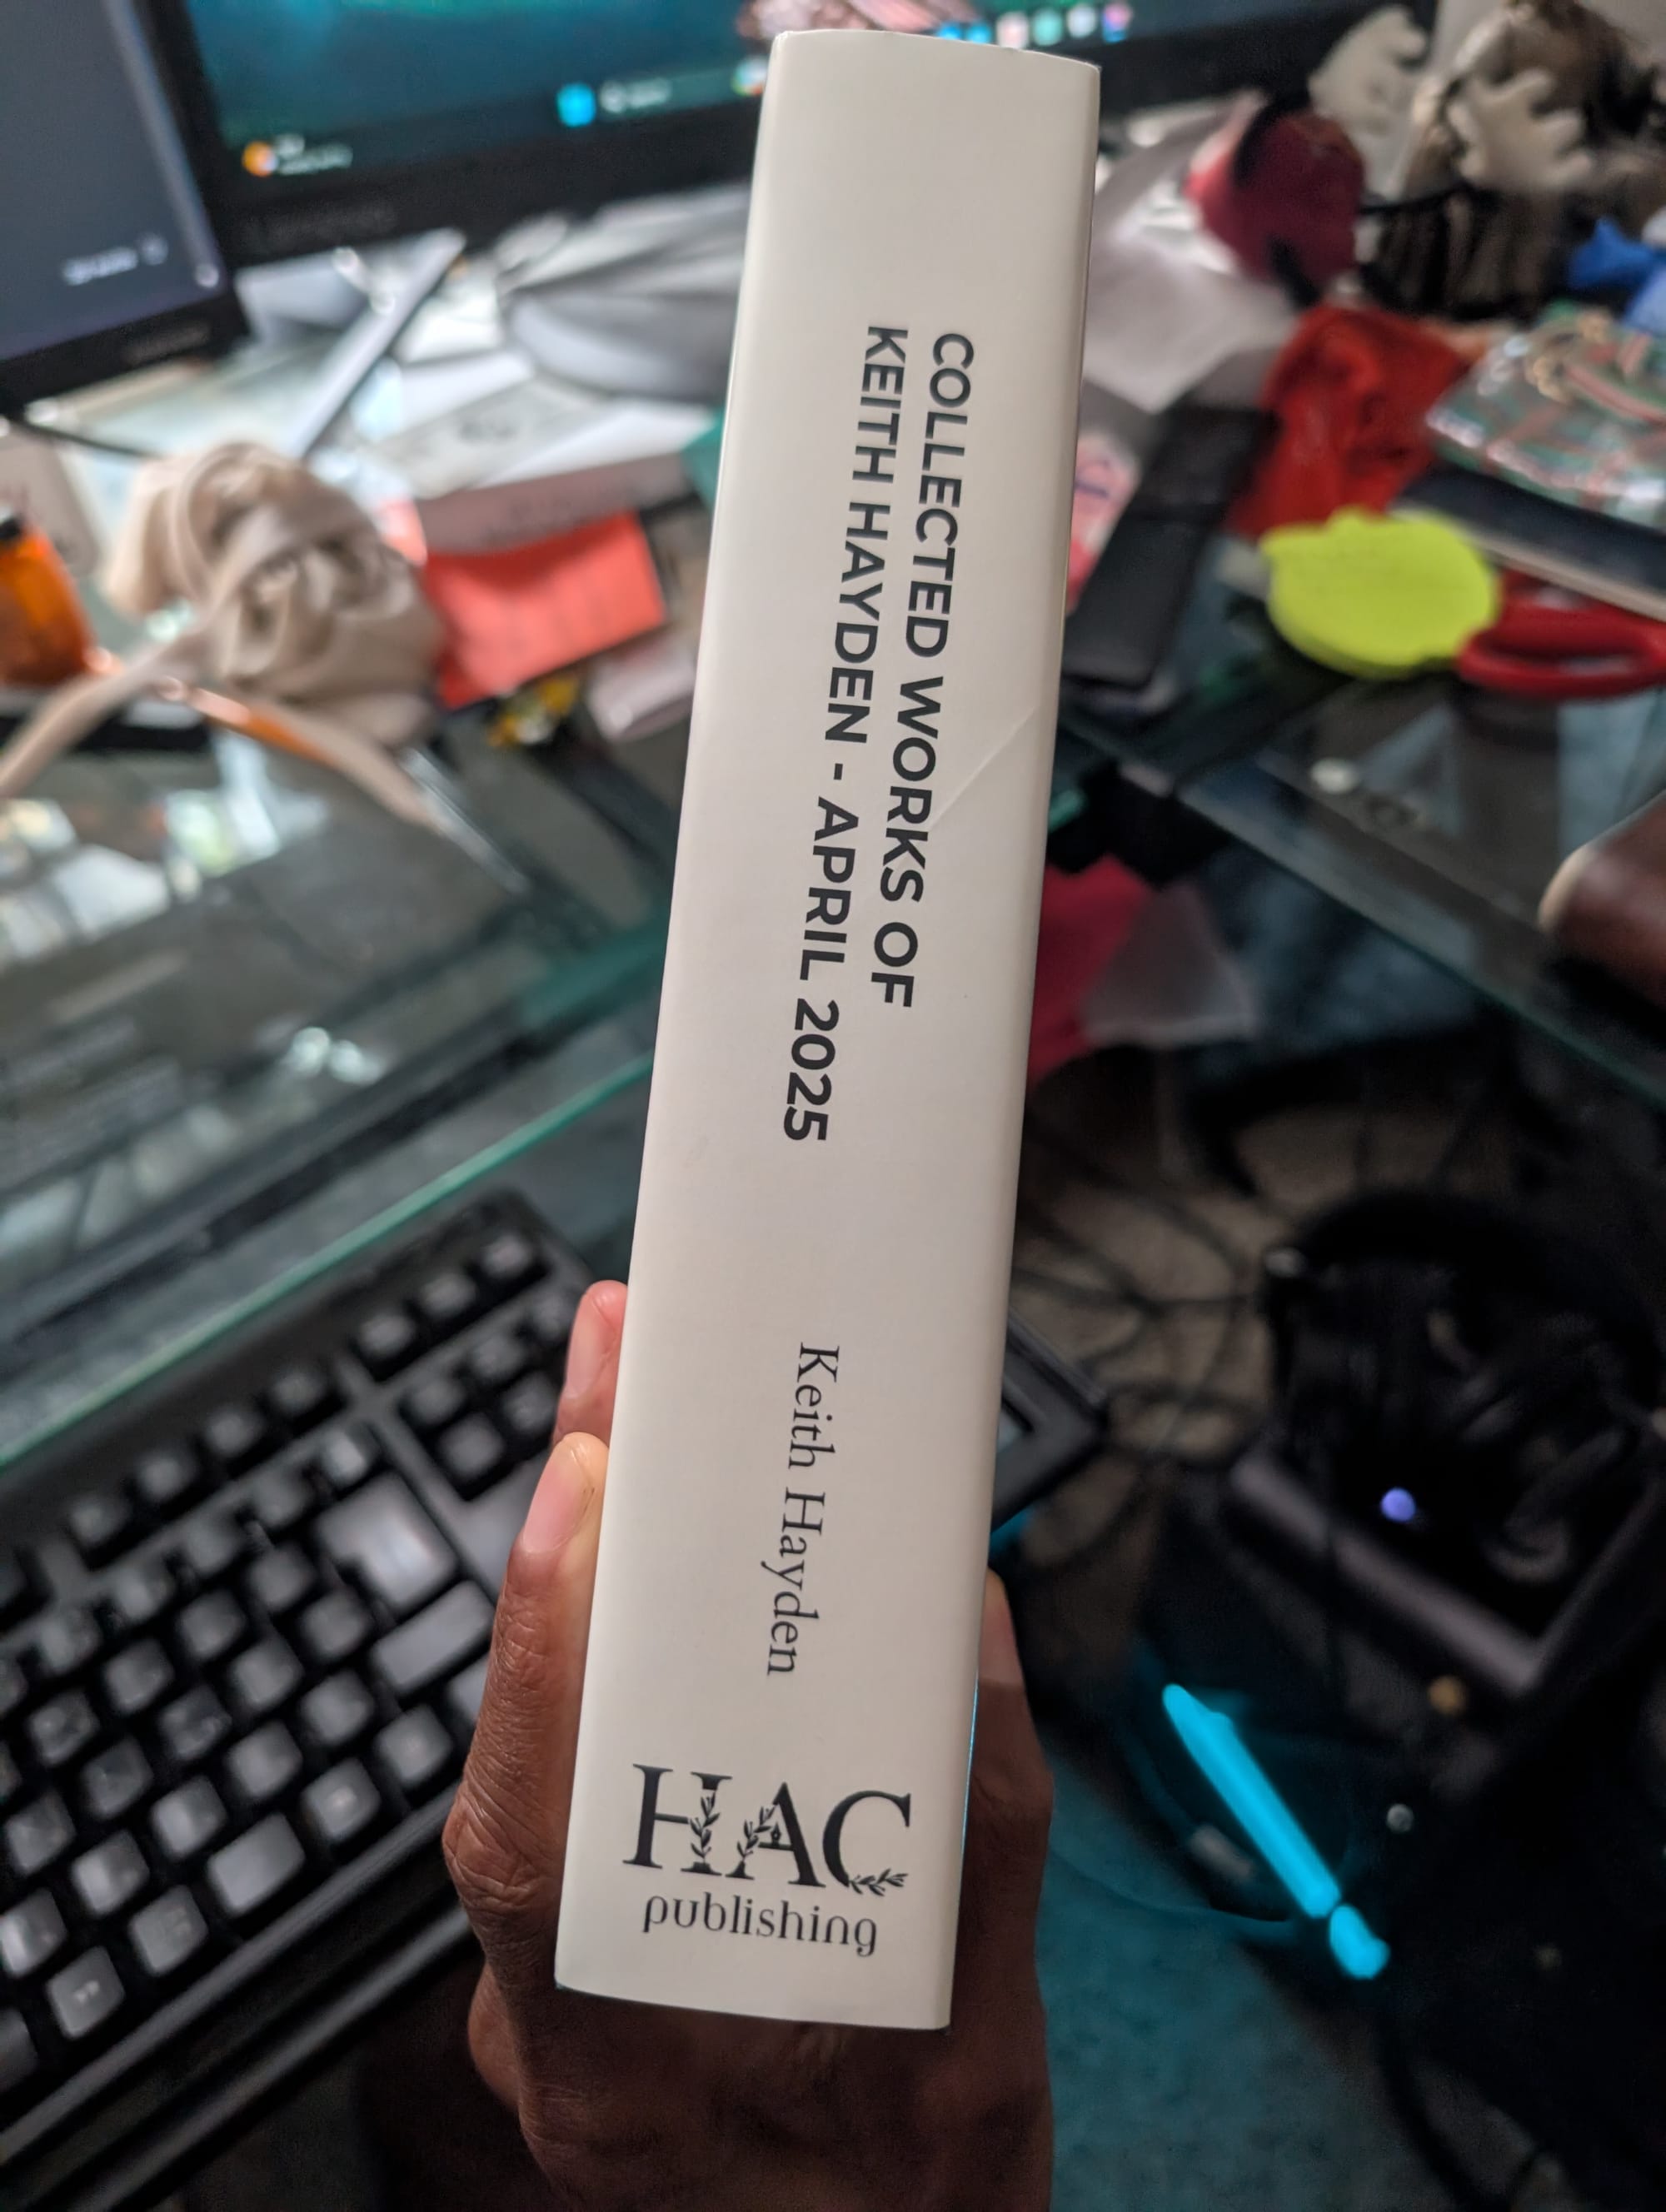 COLLECTED WORKS OF
KEITH HAYDEN - APRIL 2025
Keith Hayden
HAC
publishing